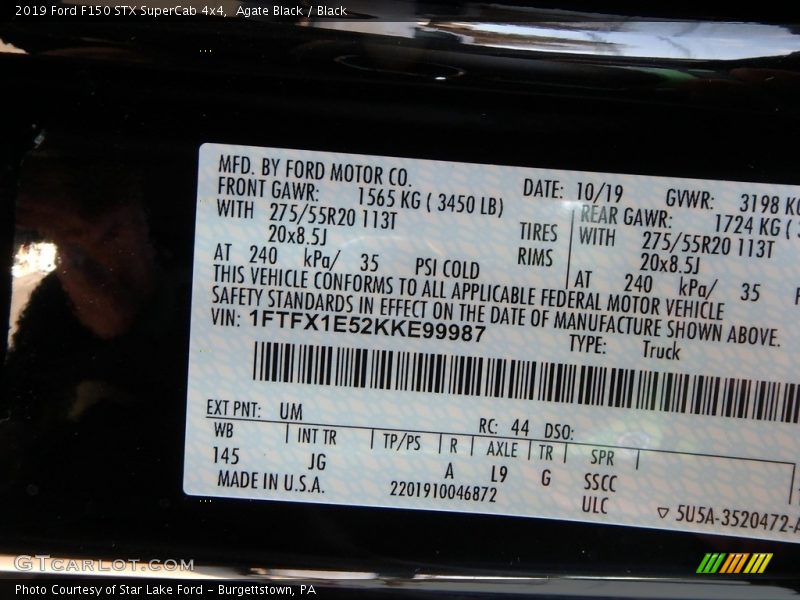 2019 Ford F150 STX SuperCab 4x4, Agate Black / Black
MFD. BY FORD MOTOR CO.
DATE: 10/19 GVWR: 3198 KG
FRONT GAWR: 1565 KG ( 3450 LB) REAR GAWR: 1724 KG (
WITH 275/55R20 113T TIRES WITH 275/55R20 113T
20x8.5J RIMS 20x8.5J
AT 240 kPa/ 35 PSI COLD AT 240 kPa/ 35
THIS VEHICLE CONFORMS TO ALL APPLICABLE FEDERAL MOTOR VEHICLE
SAFETY STANDARDS IN EFFECT ON THE DATE OF MANUFACTURE SHOWN ABOVE.
VIN: 1FTFX1E52KKE99987 TYPE: Truck
EXT PNT: UM RC: 44 DSO:
WB INT TR TP/PS R AXLE TR SPR
145 JG A L9 G SSCC
MADE IN U.S.A. 2201910046872 ULC
▽ 5U5A-3520472-A
GTCARLOT.COM
Photo Courtesy of Star Lake Ford - Burgettstown, PA